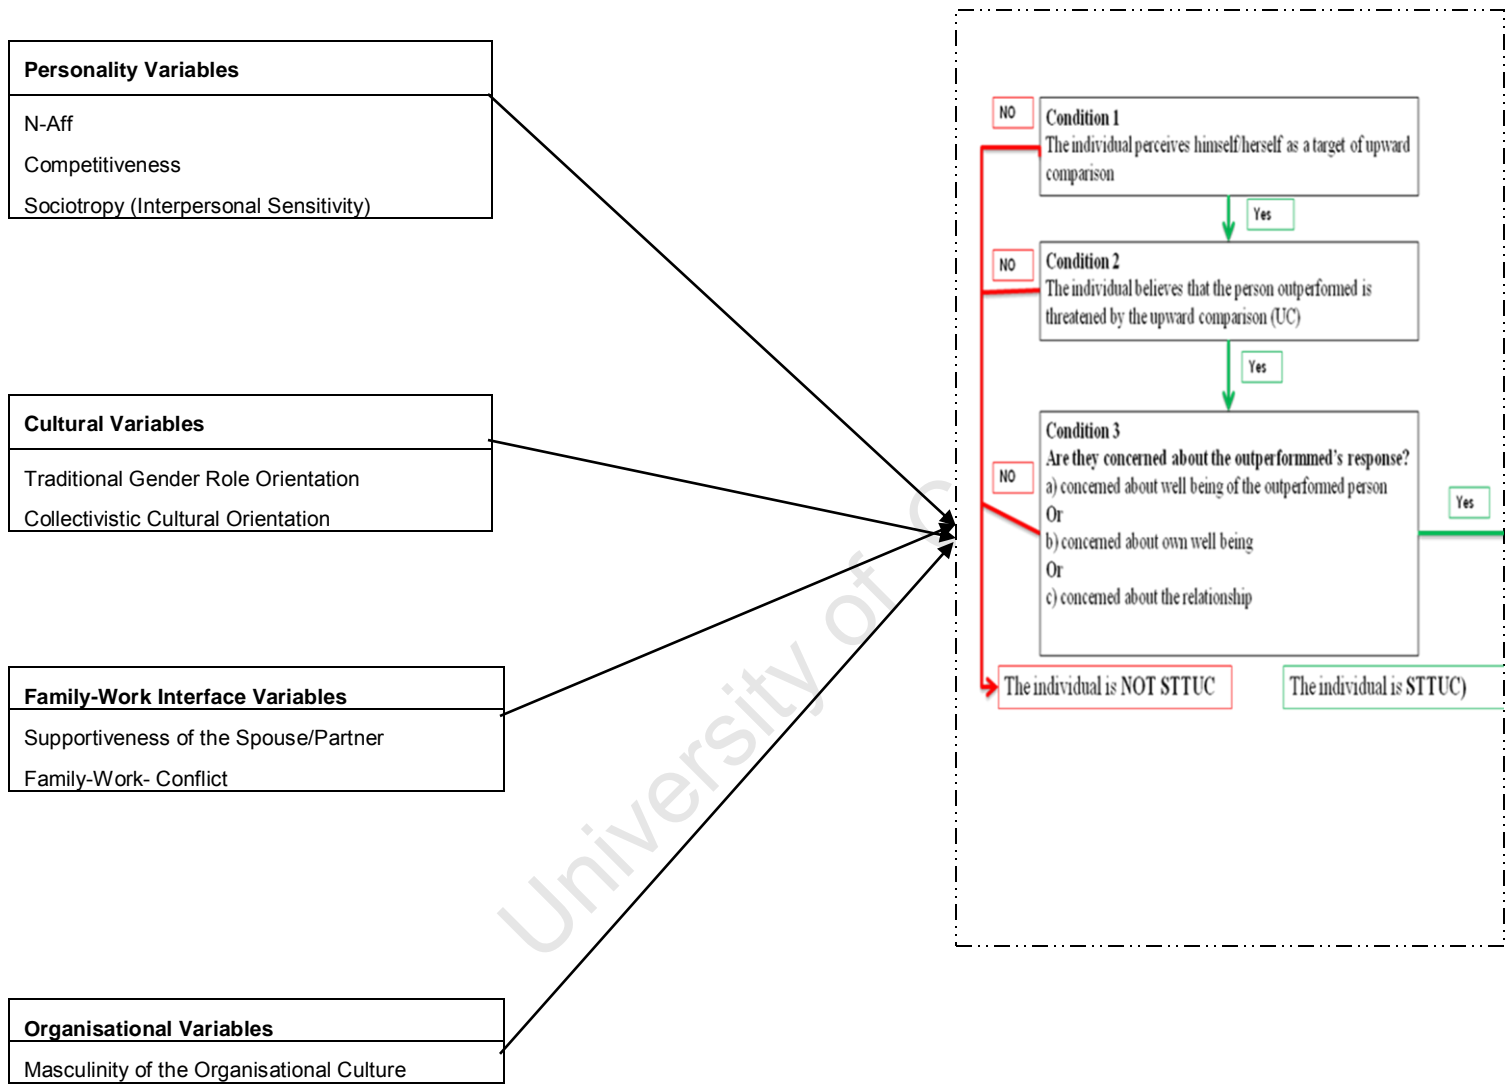 Personality Variables
N-Aff
Competitiveness
Sociotropy (Interpersonal Sensitivity)
Cultural Variables
Traditional Gender Role Orientation
Collectivistic Cultural Orientation
Family-Work Interface Variables
Supportiveness of the Spouse/Partner
Family-Work- Conflict
Organisational Variables
Masculinity of the Organisational Culture
NO
Condition 1
The individual perceives himself/herself as a target of upward
comparison
Yes
NO
Condition 2
The individual believes that the person outperformed is
threatened by the upward comparison (UC)
Yes
NO
Condition 3
Are they concerned about the outperformmed's response?
a) concerned about well being of the outperformed person
Or
b) concerned about own well being
Or
c) concerned about the relationship
Yes
The individual is NOT STTUC
The individual is STTUC)
University of C